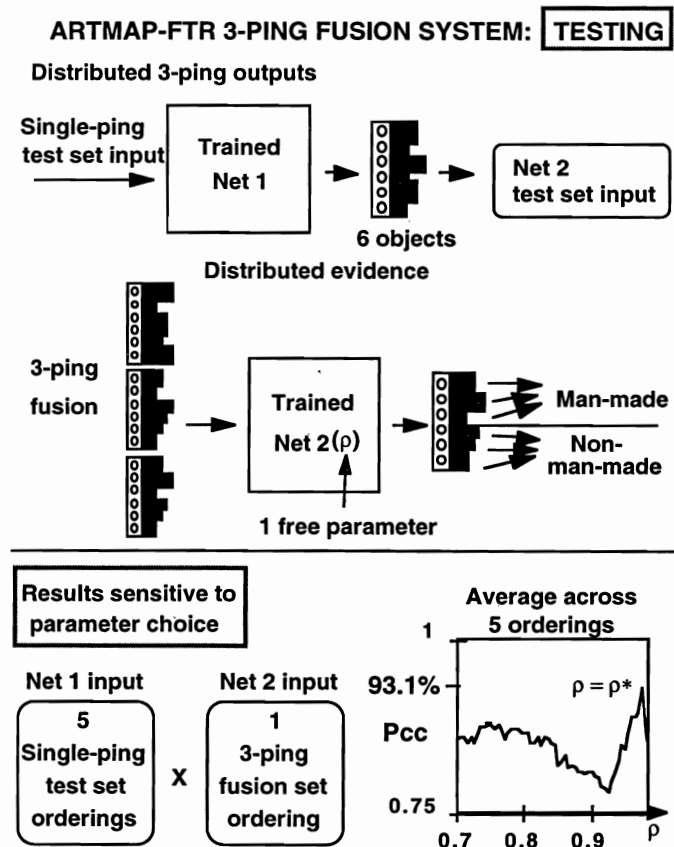 ARTMAP-FTR 3-PING FUSION SYSTEM: TESTING
Distributed 3-ping outputs
Single-ping
test set input
Trained
Net 1
Net 2
test set input
6 objects
Distributed evidence
3-ping
fusion
Trained
Net 2(ρ)
Man-made
Non-
man-made
1 free parameter
Results sensitive to
parameter choice
Net 1 input
5
Single-ping
test set
orderings
X
Net 2 input
1
3-ping
fusion set
ordering
Average across
5 orderings
1
93.1%
ρ = ρ*
Pcc
0.75
ρ
0.7 0.8 0.9